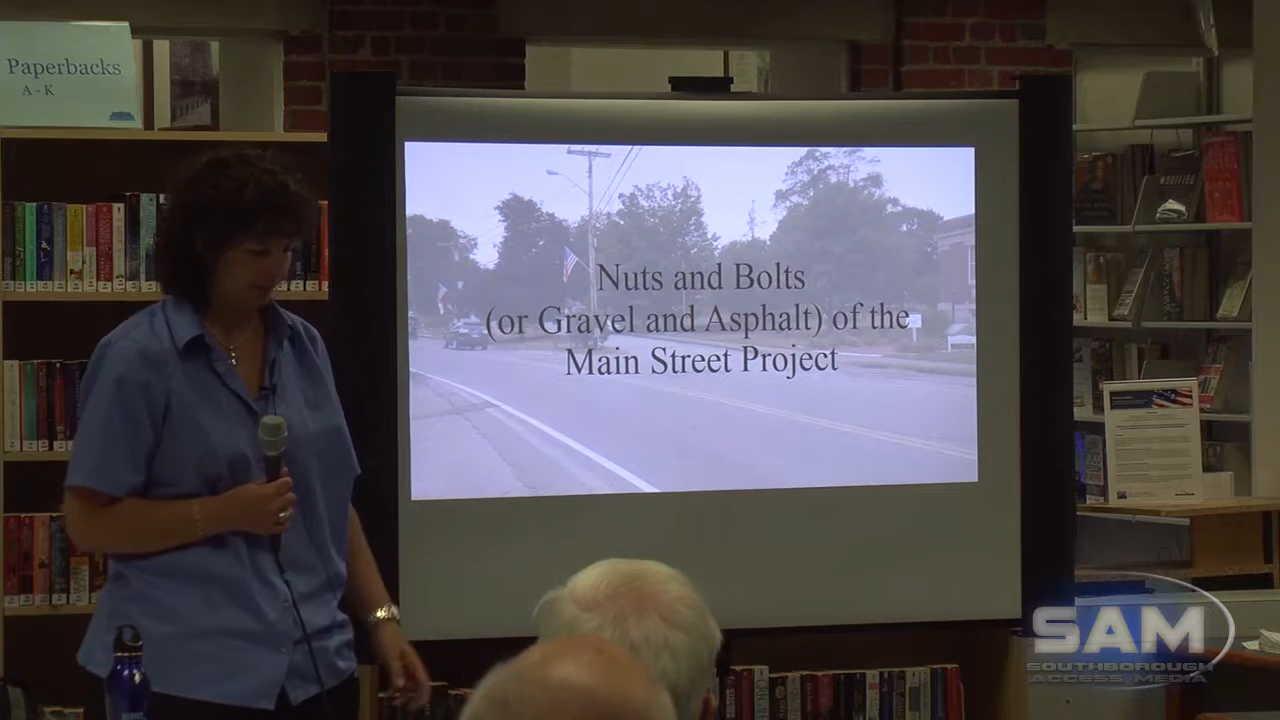 Paperbacks
A - K
Nuts and Bolts
(or Gravel and Asphalt) of the
Main Street Project
SAM
SOUTHBOROUGH
ACCESS MEDIA